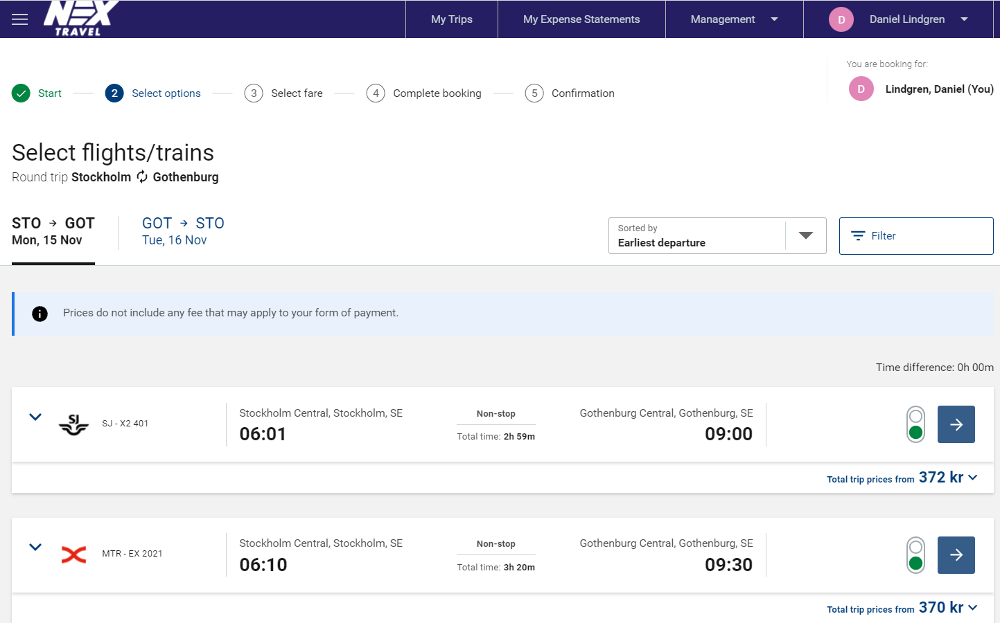 NEX
TRAVEL
My Trips
My Expense Statements
Management
D
Daniel Lindgren
You are booking for:
D
Lindgren, Daniel (You)
Start
2 Select options
3 Select fare
4 Complete booking
5 Confirmation
Select flights/trains
Round trip Stockholm Gothenburg
STO → GOT
Mon, 15 Nov
GOT → STO
Tue, 16 Nov
Sorted by
Earliest departure
Filter
Prices do not include any fee that may apply to your form of payment.
Time difference: 0h 00m
SJ
SJ - X2 401
Stockholm Central, Stockholm, SE
06:01
Non-stop
Total time: 2h 59m
Gothenburg Central, Gothenburg, SE
09:00
Total trip prices from 372 kr
MTR - EX 2021
Stockholm Central, Stockholm, SE
06:10
Non-stop
Total time: 3h 20m
Gothenburg Central, Gothenburg, SE
09:30
Total trip prices from 370 kr